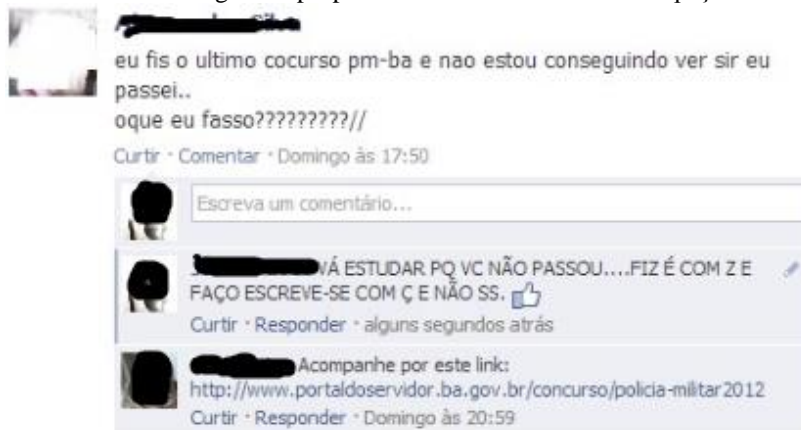 eu fis o ultimo cocurso pm-ba e nao estou conseguindo ver sir eu
passei..
oque eu fasso?????????//
Curtir · Comentar · Domingo às 17:50
Escreva um comentário...
VÁ ESTUDAR PQ VC NÃO PASSOU....FIZ É COM Z E
FAÇO ESCREVE-SE COM Ç E NÃO SS.
Curtir · Responder · alguns segundos atrás
Acompanhe por este link:
http://www.portaldoservidor.ba.gov.br/concurso/policia-militar2012
Curtir · Responder · Domingo às 20:59